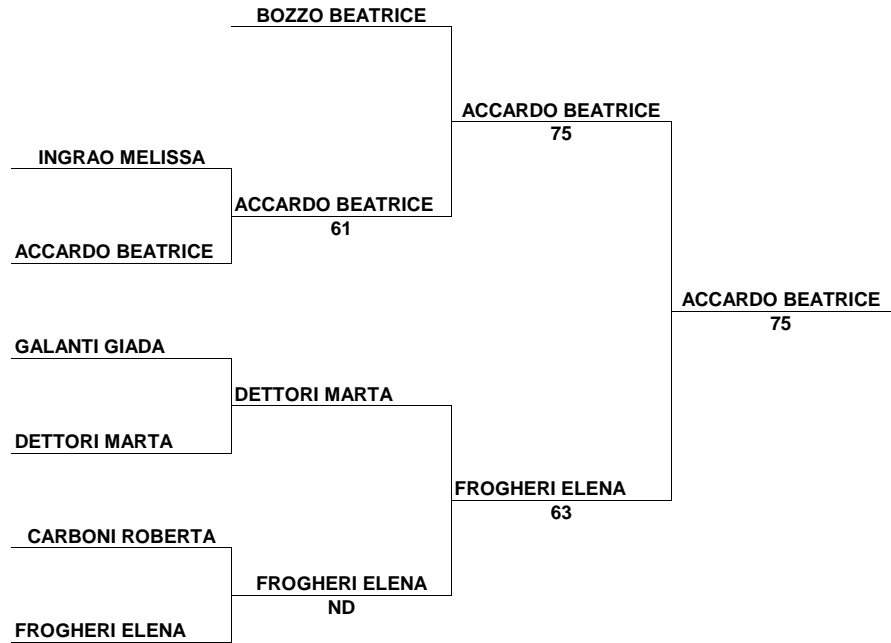 BOZZO BEATRICE
ACCARDO BEATRICE
75
INGRAO MELISSA
ACCARDO BEATRICE
61
ACCARDO BEATRICE
ACCARDO BEATRICE
75
GALANTI GIADA
DETTORI MARTA
DETTORI MARTA
FROGHERI ELENA
63
CARBONI ROBERTA
FROGHERI ELENA
ND
FROGHERI ELENA